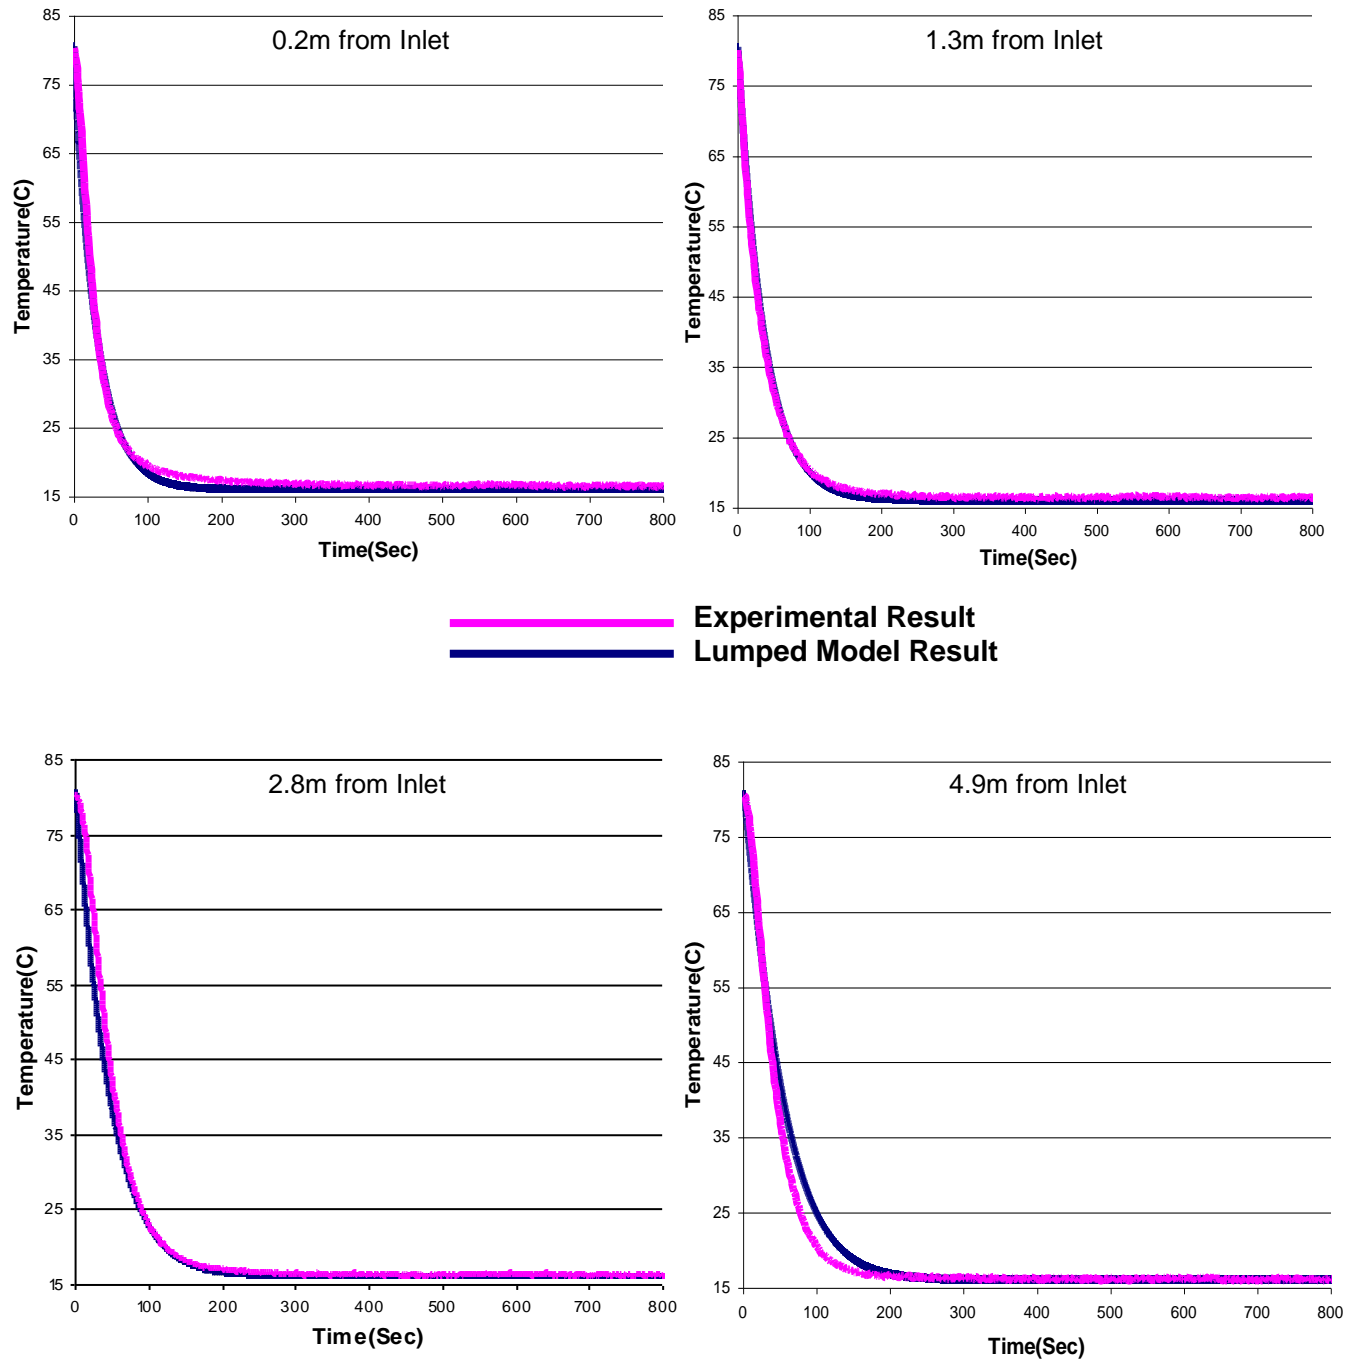 0.2m from Inlet
85
75
65
55
45
35
25
15
Temperature(C)
0 100 200 300 400 500 600 700 800
Time(Sec)
1.3m from Inlet
85
75
65
55
45
35
25
15
Temperature(C)
0 100 200 300 400 500 600 700 800
Time(Sec)
Experimental Result
Lumped Model Result
2.8m from Inlet
85
75
65
55
45
35
25
15
Temperature(C)
0 100 200 300 400 500 600 700 800
Time(Sec)
4.9m from Inlet
85
75
65
55
45
35
25
15
Temperature(C)
0 100 200 300 400 500 600 700 800
Time(Sec)